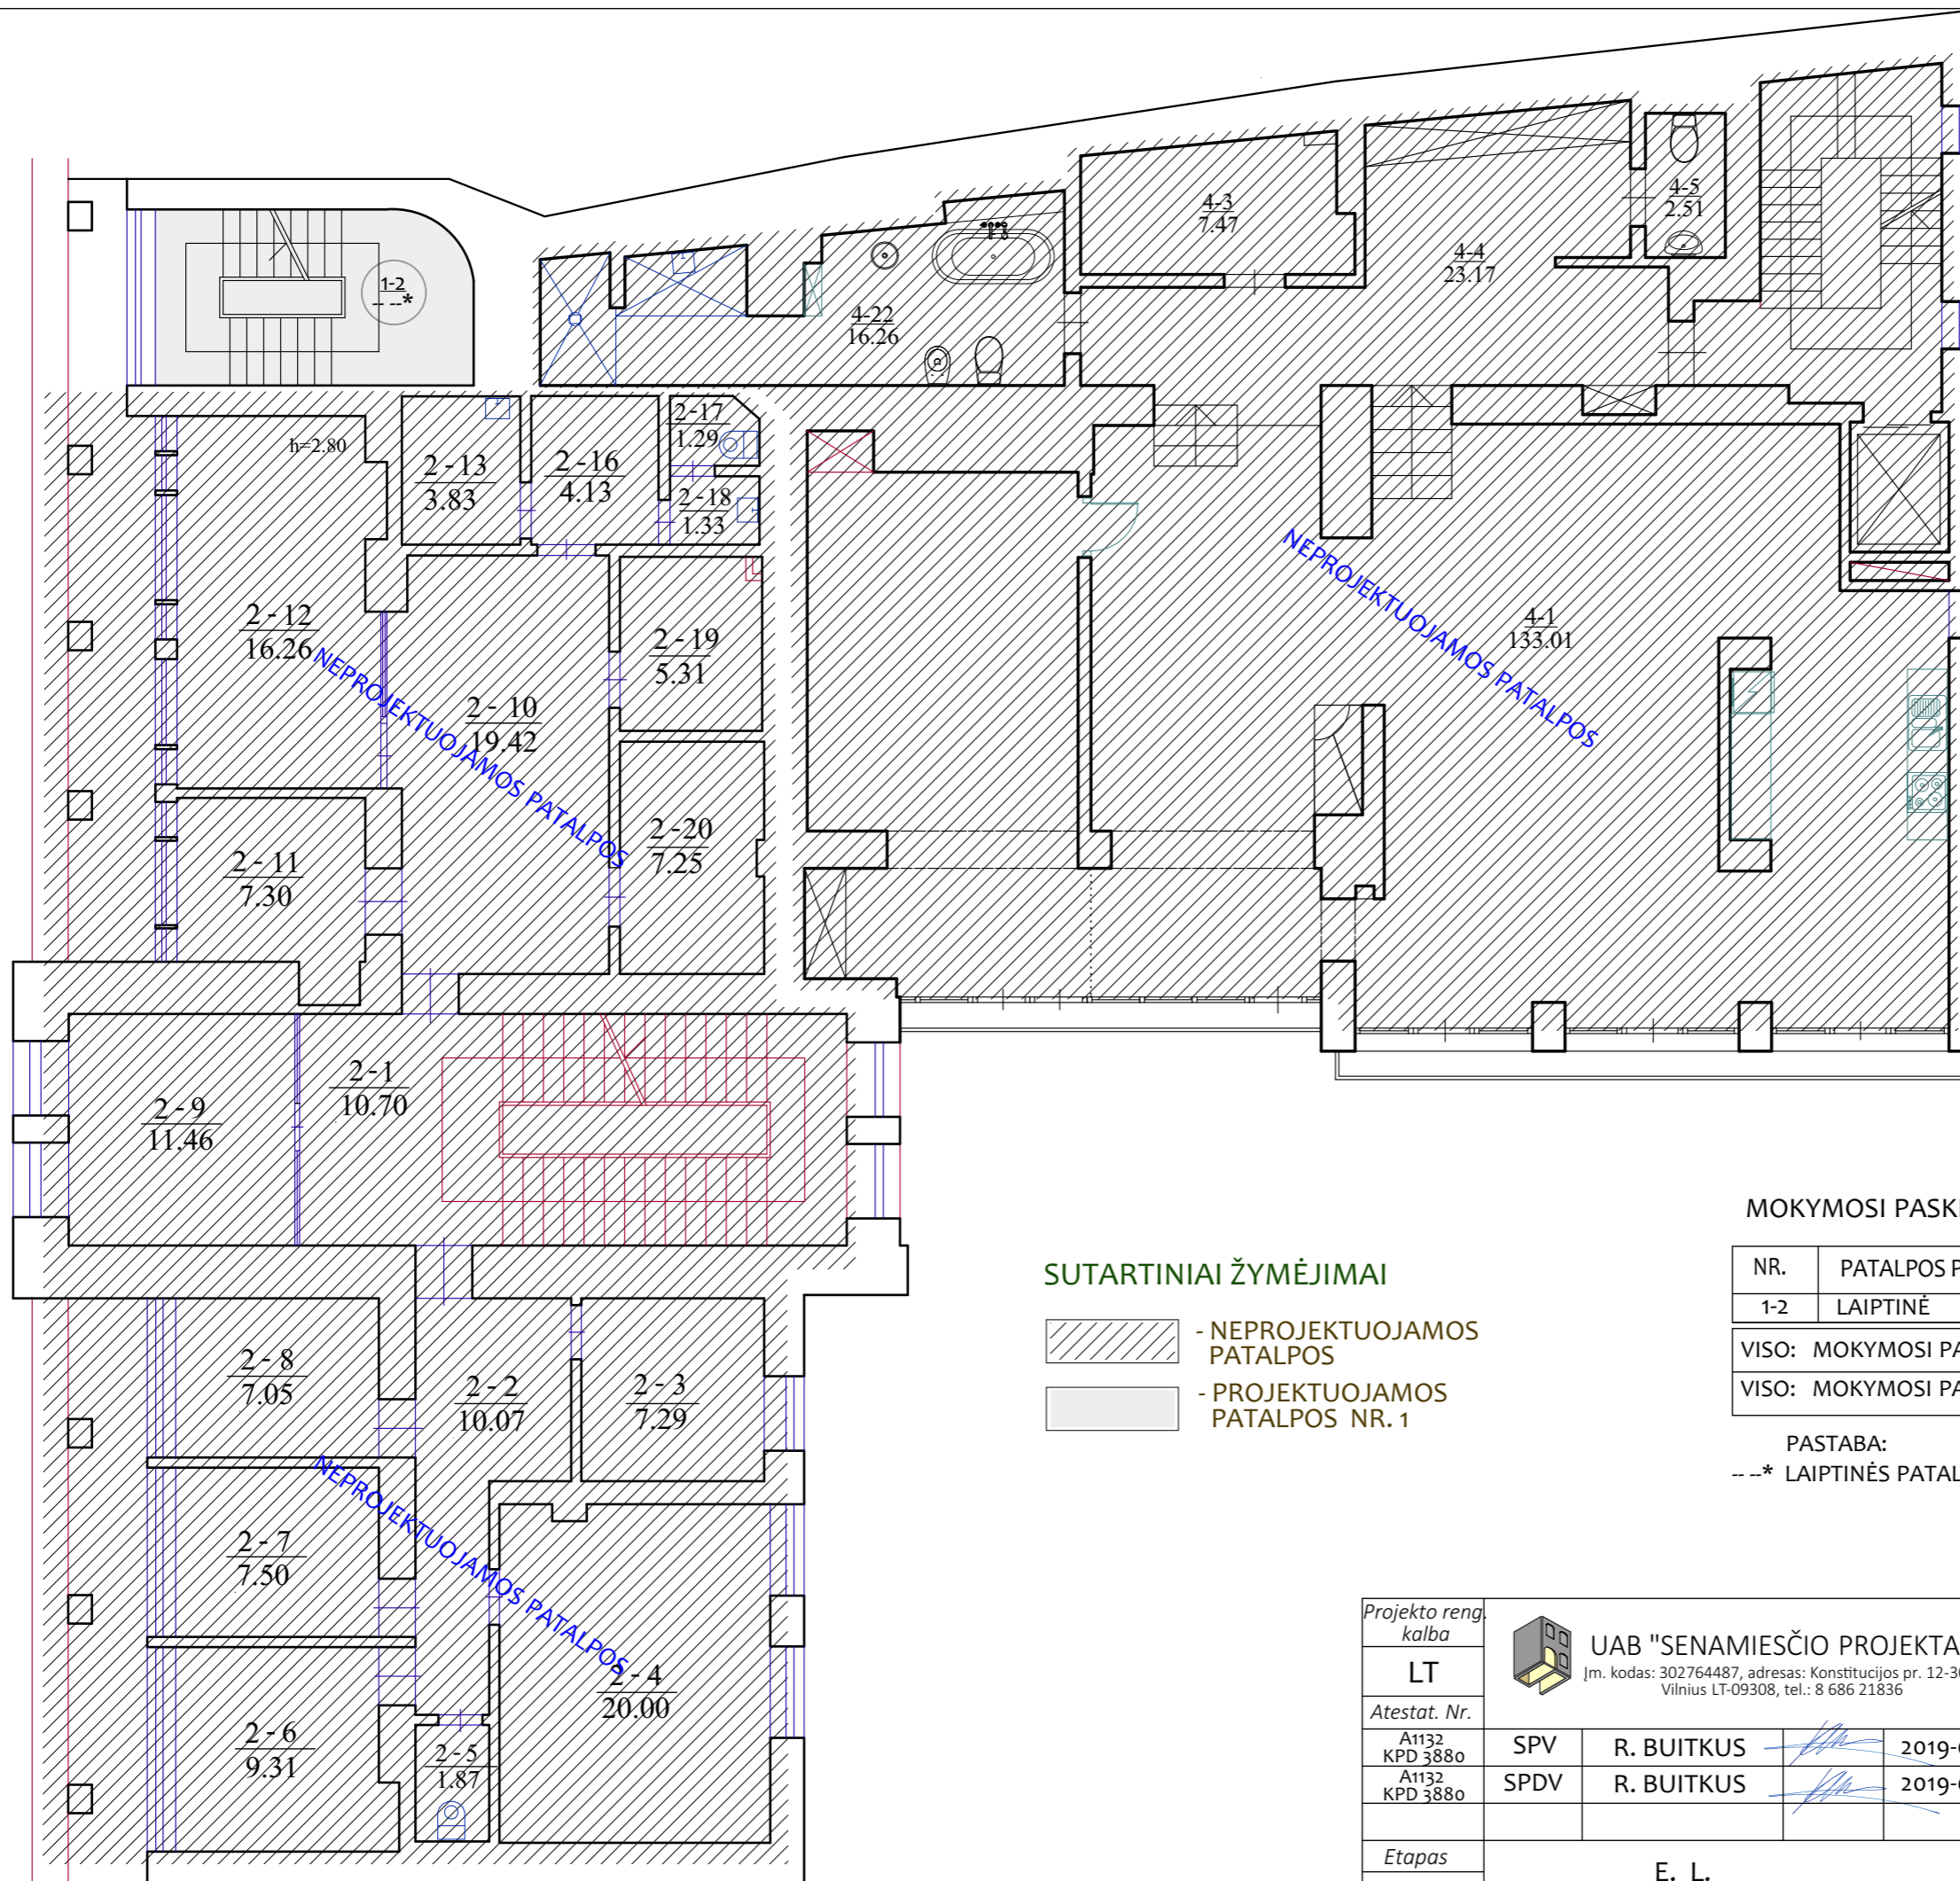 4-3
7.47
4-5
2.51
4-4
23.17
1-2
-- --*
4-22
16.26
h=2.80
2-13
3.83
2-16
4.13
2-17
1.29
2-18
1.33
NEPROJEKTUOJAMOS PATALPOS
2-12
16.26
2-19
5.31
4-1
133.01
NEPROJEKTUOJAMOS PATALPOS
2-10
19.42
2-20
7.25
2-11
7.30
2-1
10.70
2-9
11.46
SUTARTINIAI ŽYMĖJIMAI
- NEPROJEKTUOJAMOS
PATALPOS
- PROJEKTUOJAMOS
PATALPOS NR. 1
MOKYMOSI PASK
NR. PATALPOS P
1-2 LAIPTINĖ
VISO: MOKYMOSI PA
VISO: MOKYMOSI PA
PASTABA:
-- --* LAIPTINĖS PATAL
2-8
7.05
2-2
10.07
2-3
7.29
NEPROJEKTUOJAMOS PATALPOS
2-7
7.50
2-4
20.00
2-6
9.31
2-5
1.87
Projekto reng.
kalba
LT
UAB "SENAMIESČIO PROJEKTA
Įm. kodas: 302764487, adresas: Konstitucijos pr. 12-3
Vilnius LT-09308, tel.: 8 686 21836
Atestat. Nr.
A1132
KPD 3880 SPV R. BUITKUS 2019-
A1132
KPD 3880 SPDV R. BUITKUS 2019-
Etapas
E. L.